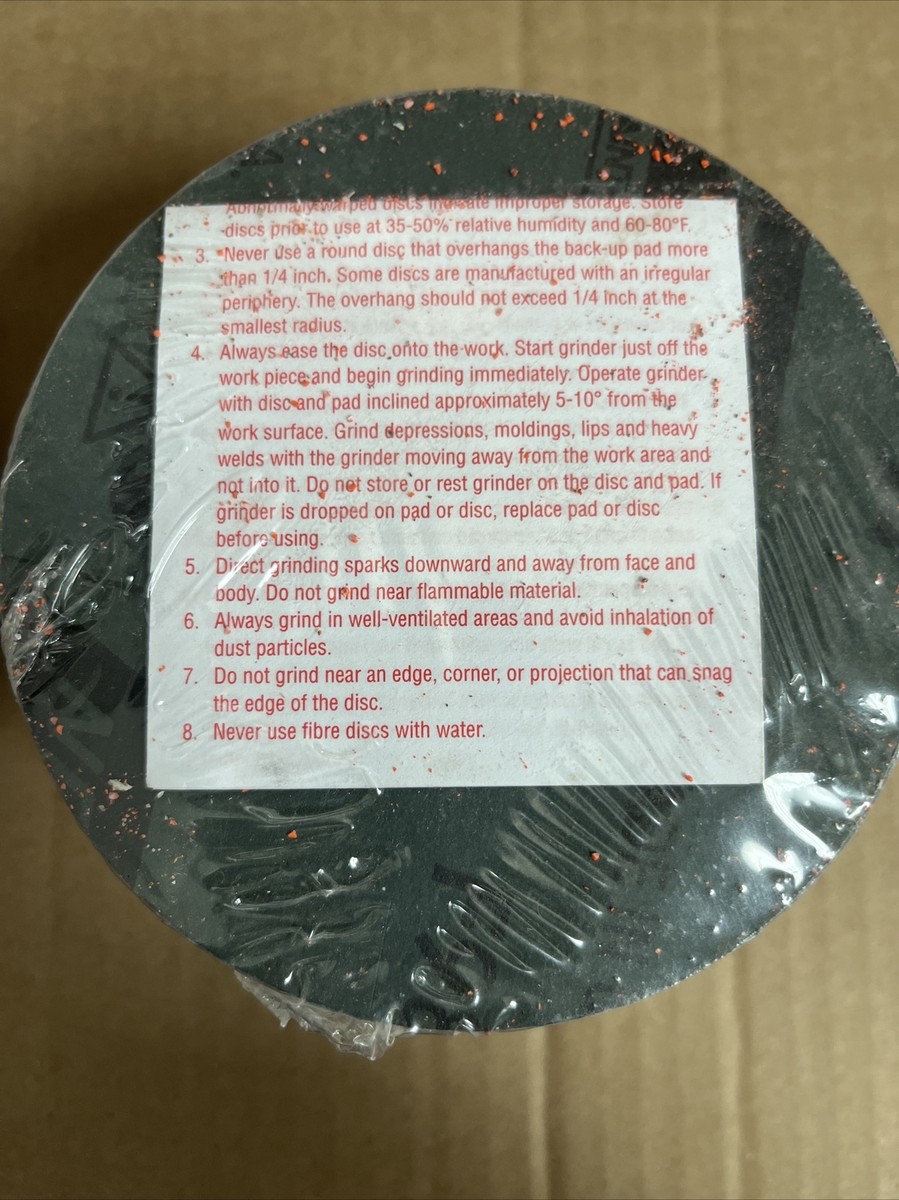 Abnormally warped discs indicate improper storage. Store
discs prior to use at 35-50% relative humidity and 60-80°F.
3. Never use a round disc that overhangs the back-up pad more
than 1/4 inch. Some discs are manufactured with an irregular
periphery. The overhang should not exceed 1/4 inch at the
smallest radius.
4. Always ease the disc onto the work. Start grinder just off the
work piece and begin grinding immediately. Operate grinder
with disc and pad inclined approximately 5-10° from the
work surface. Grind depressions, moldings, lips and heavy
welds with the grinder moving away from the work area and
not into it. Do not store or rest grinder on the disc and pad. If
grinder is dropped on pad or disc, replace pad or disc
before using.
5. Direct grinding sparks downward and away from face and
body. Do not grind near flammable material.
6. Always grind in well-ventilated areas and avoid inhalation of
dust particles.
7. Do not grind near an edge, corner, or projection that can snag
the edge of the disc.
8. Never use fibre discs with water.